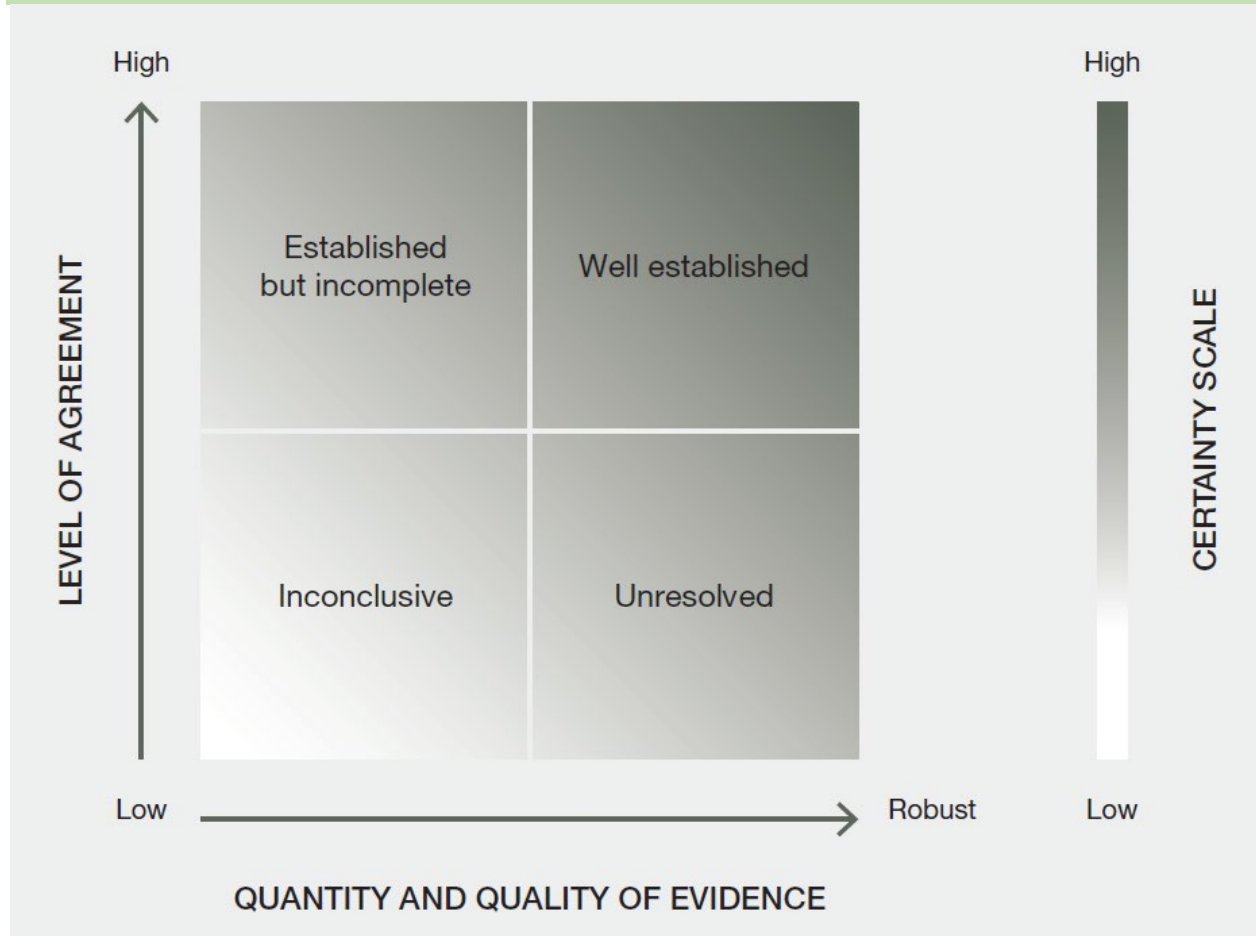 High
High
LEVEL OF AGREEMENT
Established
but incomplete
Well established
CERTAINTY SCALE
Inconclusive
Unresolved
Low
Robust
Low
QUANTITY AND QUALITY OF EVIDENCE